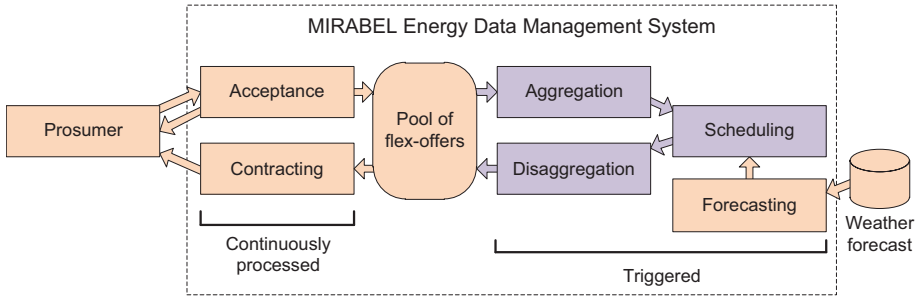 MIRABEL Energy Data Management System
Acceptance
Aggregation
Prosumer
Pool of
flex-offers
Scheduling
Contracting
Disaggregation
Forecasting
Weather
forecast
Continuously
processed
Triggered